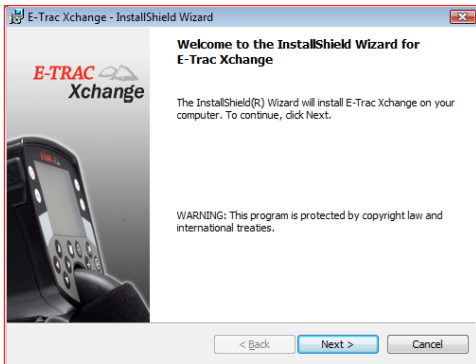 E-Trac Xchange - InstallShield Wizard
E-TRAC
Xchange
Welcome to the InstallShield Wizard for
E-Trac Xchange
The InstallShield(R) Wizard will install E-Trac Xchange on your
computer. To continue, click Next.
WARNING: This program is protected by copyright law and
international treaties.
< Back
Next >
Cancel